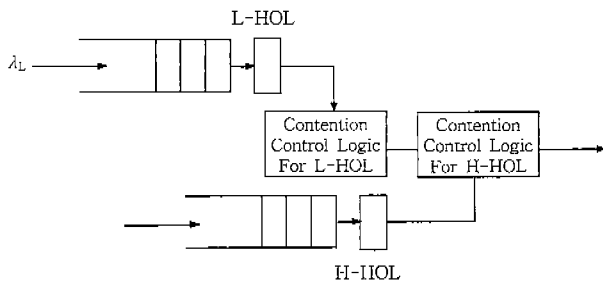 L-HOL
λL
Contention
Control Logic
For L-HOL
Contention
Control Logic
For H-HOL
H-HOL